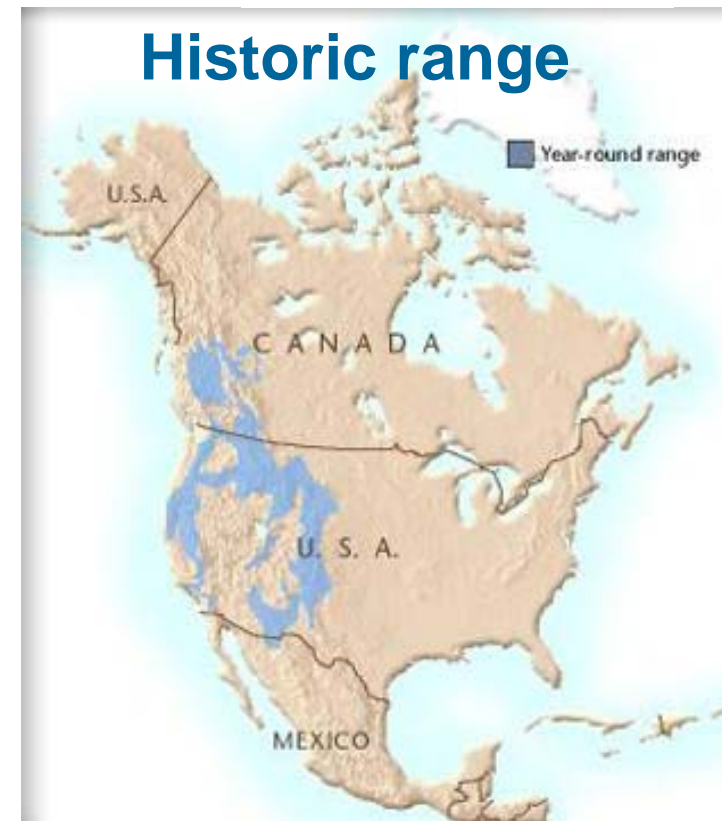 Historic range
Year-round range
U.S.A.
CANADA
U. S. A.
MEXICO